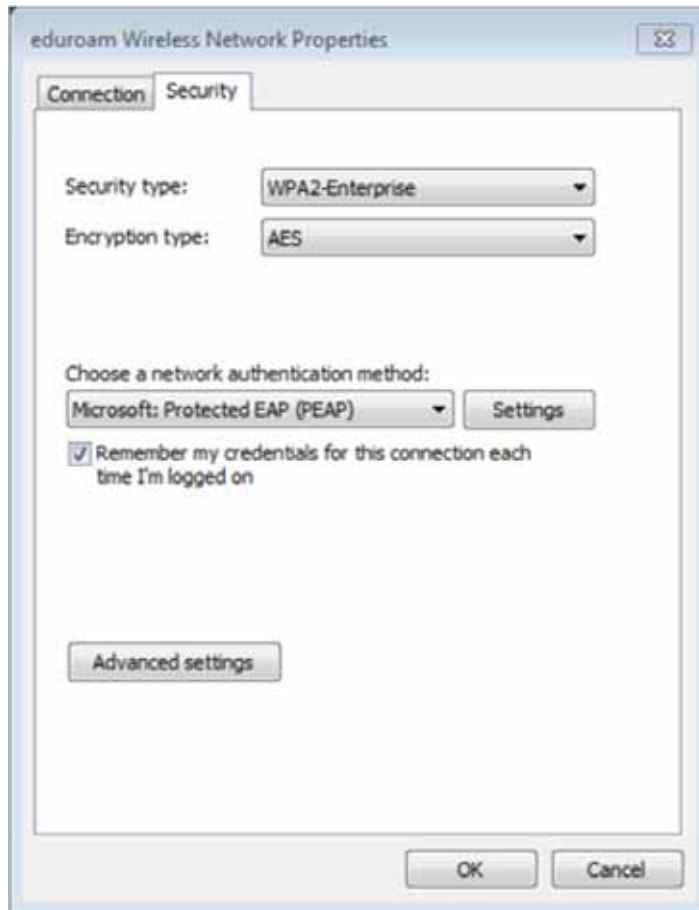 eduroam Wireless Network Properties
Connection
Security
Security type:
WPA2-Enterprise
Encryption type:
AES
Choose a network authentication method:
Microsoft: Protected EAP (PEAP)
Settings
Remember my credentials for this connection each
time I'm logged on
Advanced settings
OK
Cancel